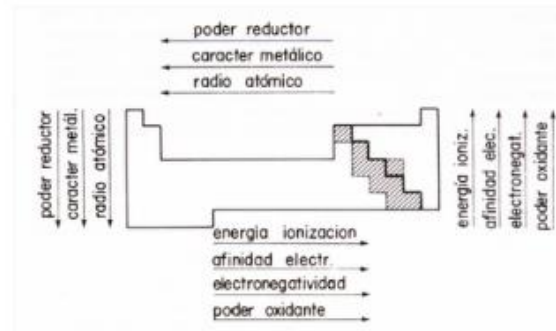 poder reductor
caracter metálico
radio atómico
poder reductor
caracter metál.
radio atómico
energía ioniz.
afinidad elec.
electronegat.
poder oxidante
energía ionizacion
afinidad electr.
electronegatividad
poder oxidante